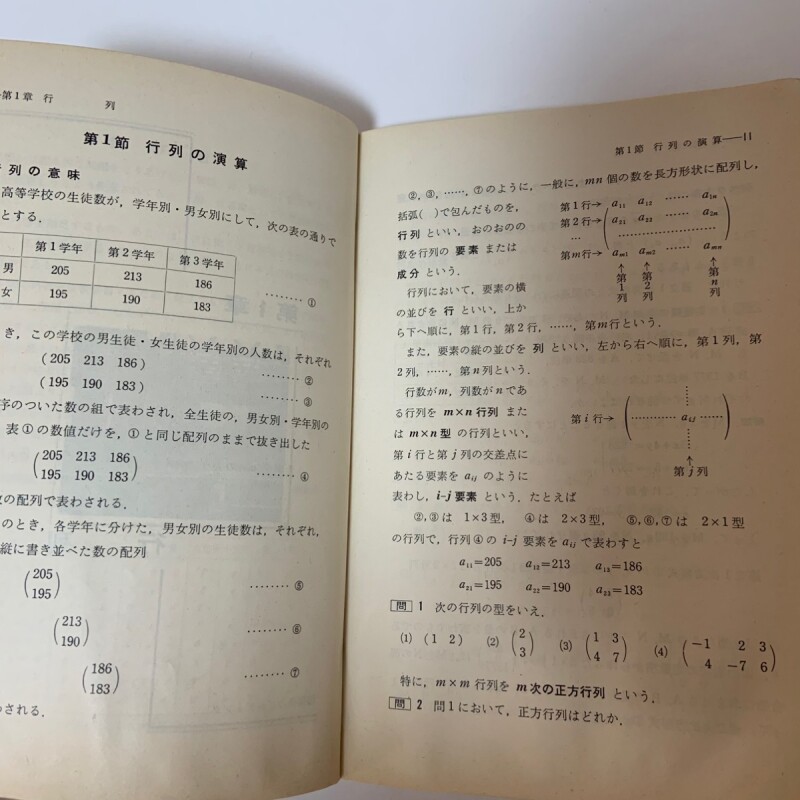 第1章 行 列
第1節 行列の演算
行列の意味
高等学校の生徒数が，学年別・男女別にして，次の表の通りで
とする．
第1学年 第2学年 第3学年
男 205 213 186
女 195 190 183
‥‥‥‥ ①
き，この学校の男生徒・女生徒の学年別の人数は，それぞれ
(205 213 186) ‥‥‥‥ ②
(195 190 183) ‥‥‥‥ ③
序のついた数の組で表わされ，全生徒の，男女別・学年別の
表①の数値だけを，①と同じ配列のままで抜き出した
(205 213 186
195 190 183) ‥‥‥‥ ④
の配列で表わされる．
のとき，各学年に分けた，男女別の生徒数は，それぞれ，
縦に書き並べた数の配列
(205
195) ‥‥‥‥ ⑤
(213
190) ‥‥‥‥ ⑥
(186
183) ‥‥‥‥ ⑦
される．
第1節 行列の演算——11
②，③，……，⑦のように，一般に，mn 個の数を長方形状に配列し，
括弧( )で包んだものを，
行列 といい，おのおのの
数を行列の 要素 または
成分 という．
第1行→ a₁₁ a₁₂ …… a₁ₙ
第2行→ a₂₁ a₂₂ …… a₂ₙ
… ………………
第m行→ aₘ₁ aₘ₂ …… aₘₙ
↑ ↑ ↑
第1列 第2列 第n列
行列において，要素の横
の並びを 行 といい，上か
ら下へ順に，第1行，第2行，……，第m行という．
また，要素の縦の並びを 列 といい，左から右へ順に，第1列，第
2列，……，第n列という．
行数がm，列数がnであ
る行列を m×n行列 また
は m×n型 の行列といい，
第i行と第j列の交差点に
あたる要素を aᵢⱼ のように
表わし，i-j要素 という．たとえば
第i行→ (………… aᵢⱼ ……)
↑
第j列
②,③は 1×3型， ④は 2×3型， ⑤,⑥,⑦は 2×1型
の行列で，行列④の i-j 要素を aᵢⱼ で表わすと
a₁₁=205 a₁₂=213 a₁₃=186
a₂₁=195 a₂₂=190 a₂₃=183
問 1 次の行列の型をいえ．
(1) (1 2) (2) (2
3) (3) (1 3
4 7) (4) (-1 2 3
4 -7 6)
特に，m×m 行列を m次の正方行列 という．
問 2 問1において，正方行列はどれか．